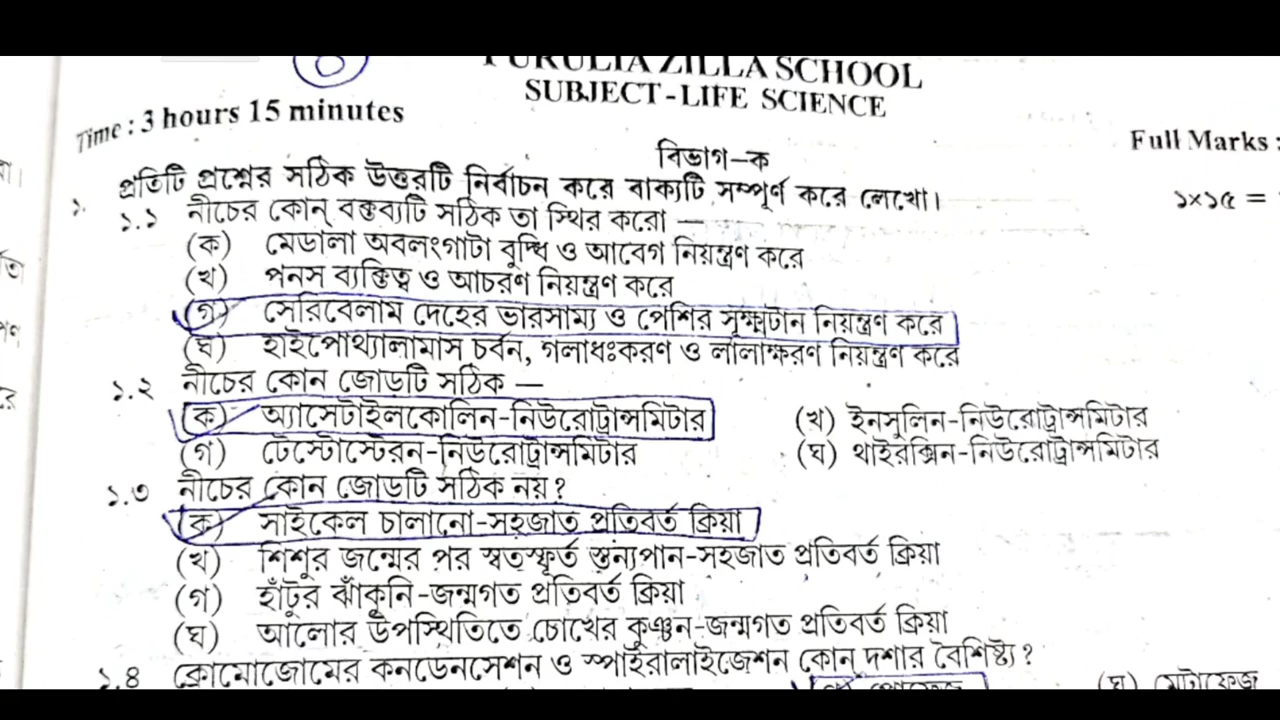 PURULIA ZILLA SCHOOL
SUBJECT-LIFE SCIENCE
Time : 3 hours 15 minutes
Full Marks :
বিভাগ-ক
১. প্রতিটি প্রশ্নের সঠিক উত্তরটি নির্বাচন করে বাক্যটি সম্পূর্ণ করে লেখো। ১×১৫ =
১.১ নীচের কোন্ বক্তব্যটি সঠিক তা স্থির করো —
(ক) মেডালা অবলংগাটা বুদ্ধি ও আবেগ নিয়ন্ত্রণ করে
(খ) পনস ব্যক্তিত্ব ও আচরণ নিয়ন্ত্রণ করে
(গ) সেরিবেলাম দেহের ভারসাম্য ও পেশির সূক্ষ্মটান নিয়ন্ত্রণ করে
(ঘ) হাইপোথ্যালামাস চর্বন, গলাধঃকরণ ও লালাক্ষরণ নিয়ন্ত্রণ করে
১.২ নীচের কোন জোড়টি সঠিক —
(ক) অ্যাসেটাইলকোলিন-নিউরোট্রান্সমিটার (খ) ইনসুলিন-নিউরোট্রান্সমিটার
(গ) টেস্টোস্টেরন-নিউরোট্রান্সমিটার (ঘ) থাইরক্সিন-নিউরোট্রান্সমিটার
১.৩ নীচের কোন জোড়টি সঠিক নয়?
(ক) সাইকেল চালানো-সহজাত প্রতিবর্ত ক্রিয়া
(খ) শিশুর জন্মের পর স্বতস্ফূর্ত স্তন্যপান-সহজাত প্রতিবর্ত ক্রিয়া
(গ) হাঁটুর ঝাঁকুনি-জন্মগত প্রতিবর্ত ক্রিয়া
(ঘ) আলোর উপস্থিতিতে চোখের কুঞ্চন-জন্মগত প্রতিবর্ত ক্রিয়া
১.৪ ক্রোমোজোমের কনডেনসেশন ও স্পাইরালাইজেশন কোন দশার বৈশিষ্ট্য?
(গ) প্রোফেজ (ঘ) মেটাফেজ